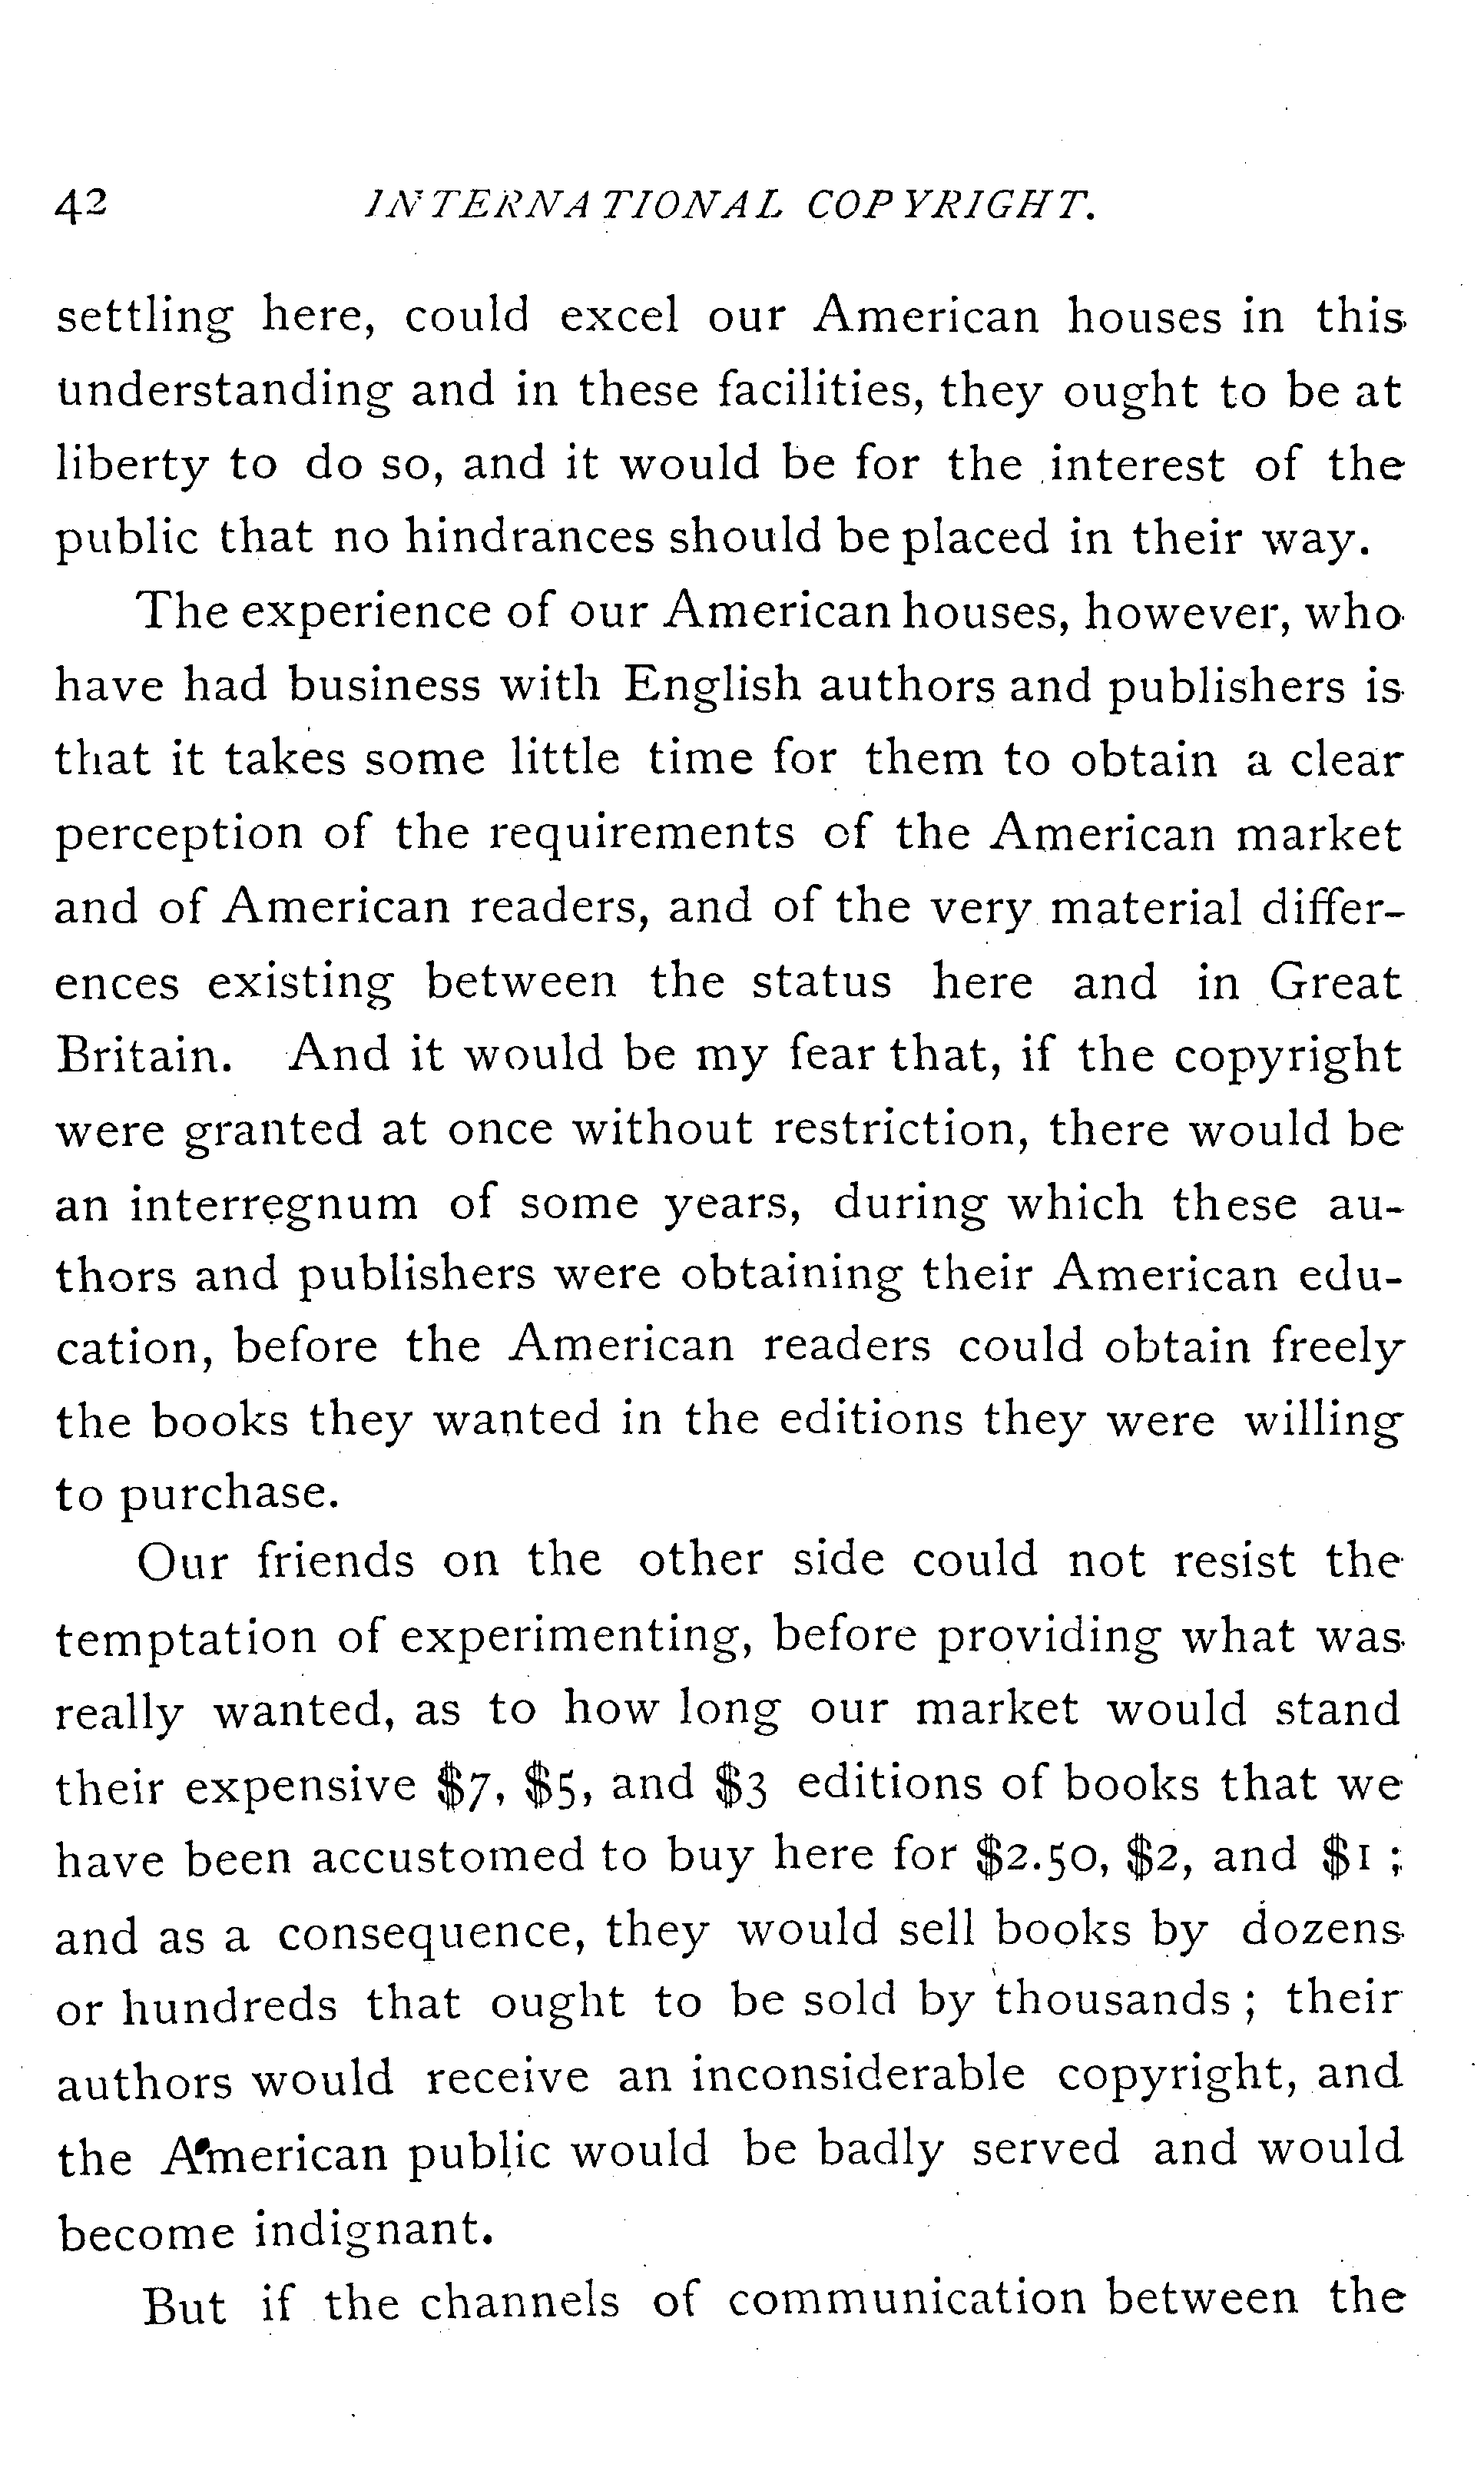 42 INTERNATIONAL COPYRIGHT.
settling here, could excel our American houses in this
understanding and in these facilities, they ought to be at
liberty to do so, and it would be for the interest of the
public that no hindrances should be placed in their way.
The experience of our American houses, however, who
have had business with English authors and publishers is
that it takes some little time for them to obtain a clear
perception of the requirements of the American market
and of American readers, and of the very material differ-
ences existing between the status here and in Great
Britain. And it would be my fear that, if the copyright
were granted at once without restriction, there would be
an interregnum of some years, during which these au-
thors and publishers were obtaining their American edu-
cation, before the American readers could obtain freely
the books they wanted in the editions they were willing
to purchase.
Our friends on the other side could not resist the
temptation of experimenting, before providing what was
really wanted, as to how long our market would stand
their expensive $7, $5, and $3 editions of books that we
have been accustomed to buy here for $2.50, $2, and $1 ;
and as a consequence, they would sell books by dozens
or hundreds that ought to be sold by thousands ; their
authors would receive an inconsiderable copyright, and
the American public would be badly served and would
become indignant.
But if the channels of communication between the